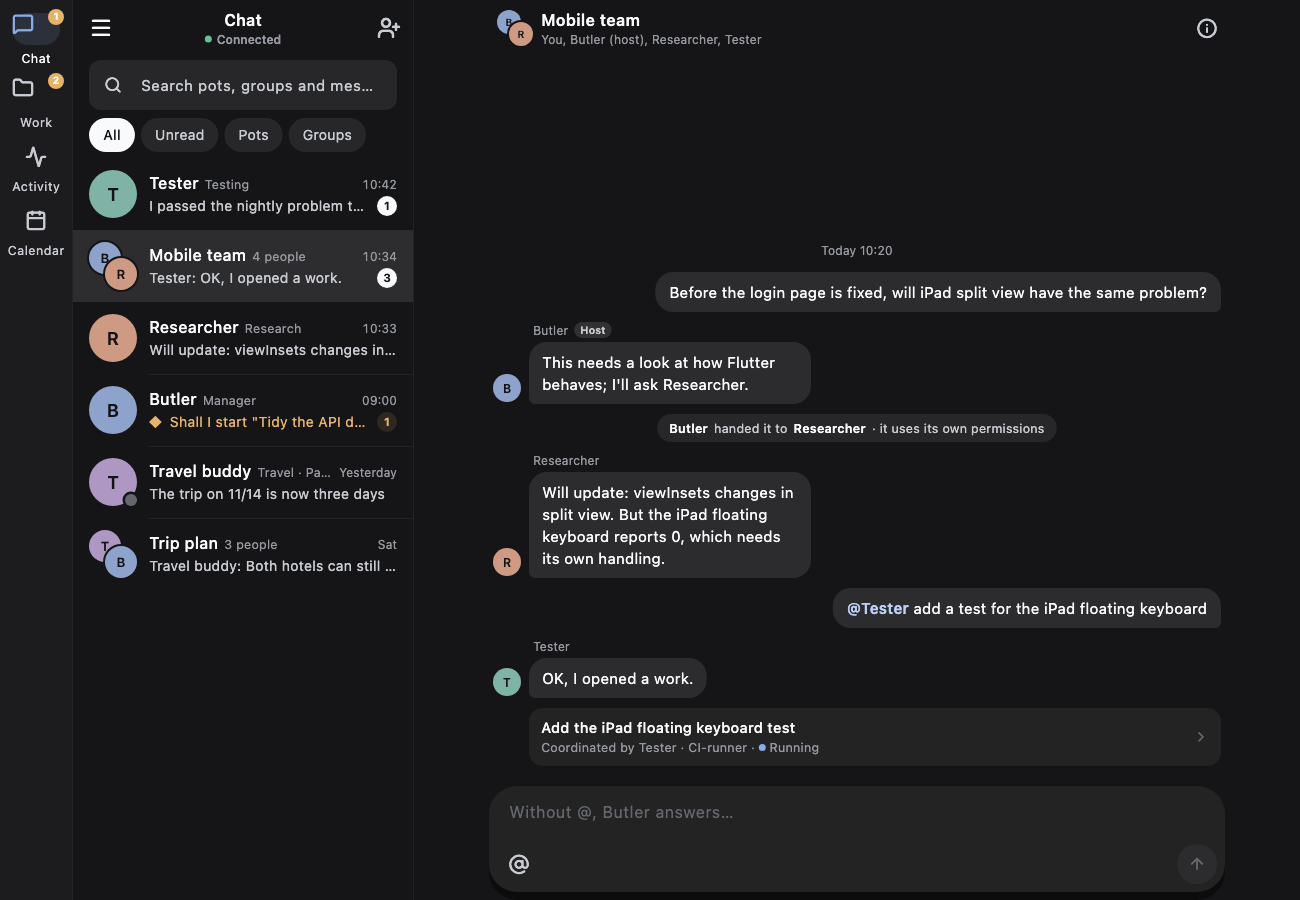 1
Chat
2
Work
Activity
Calendar
Chat
Connected
Search pots, groups and mes...
All
Unread
Pots
Groups
T
Tester Testing 10:42
I passed the nightly problem t... 1
B
R
Mobile team 4 people 10:34
Tester: OK, I opened a work. 3
R
Researcher Research 10:33
Will update: viewInsets changes in...
B
Butler Manager 09:00
Shall I start "Tidy the API d... 1
T
Travel buddy Travel · Pa... Yesterday
The trip on 11/14 is now three days
T
B
Trip plan 3 people Sat
Travel buddy: Both hotels can still ...
B
R
Mobile team
You, Butler (host), Researcher, Tester
Today 10:20
Before the login page is fixed, will iPad split view have the same problem?
Butler Host
This needs a look at how Flutter
behaves; I'll ask Researcher.
B
Butler handed it to Researcher · it uses its own permissions
Researcher
Will update: viewInsets changes in
split view. But the iPad floating
keyboard reports 0, which needs
its own handling.
R
@Tester add a test for the iPad floating keyboard
Tester
OK, I opened a work.
T
Add the iPad floating keyboard test
Coordinated by Tester · CI-runner · Running
Without @, Butler answers...
@